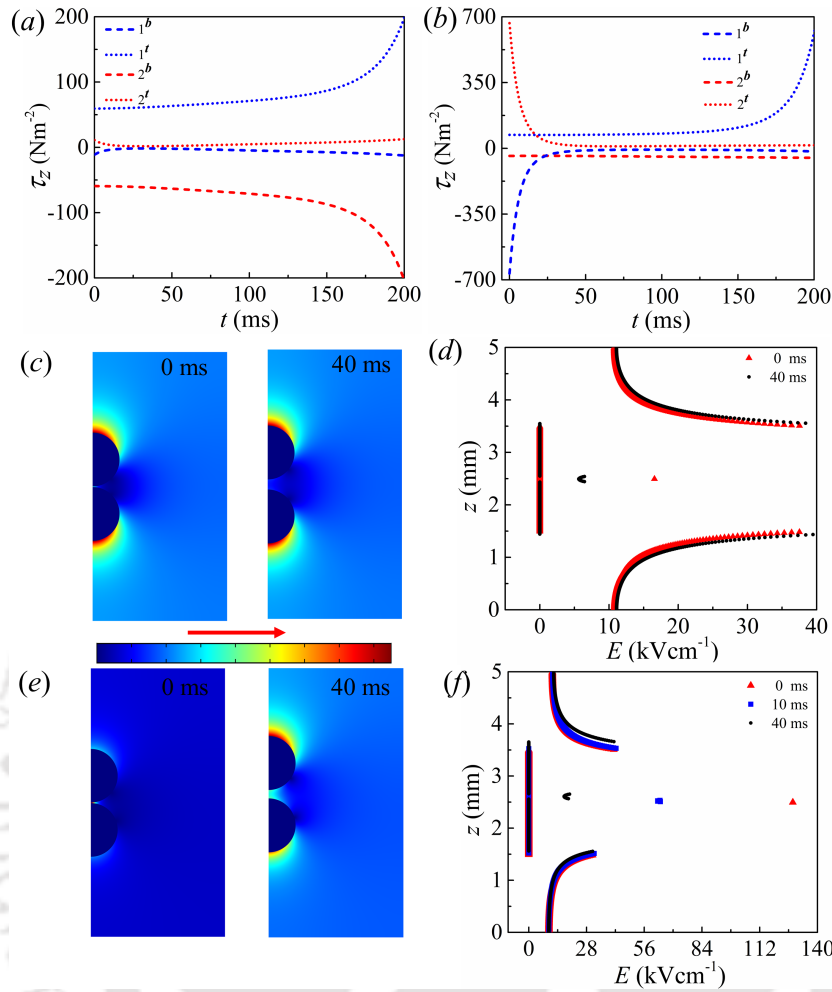 (a)
200
100
0
-100
-200
τz (Nm⁻²)
1ᵇ
1ᵗ
2ᵇ
2ᵗ
0 50 100 150 200
t (ms)
(b)
700
350
0
-350
-700
τz (Nm⁻²)
1ᵇ
1ᵗ
2ᵇ
2ᵗ
0 50 100 150 200
t (ms)
(c)
0 ms
40 ms
(d)
5
4
3
2
1
0
z (mm)
0 ms
40 ms
0 10 20 30 40
E (kVcm⁻¹)
(e)
0 ms
40 ms
(f)
5
4
3
2
1
0
z (mm)
0 ms
10 ms
40 ms
0 28 56 84 112 140
E (kVcm⁻¹)